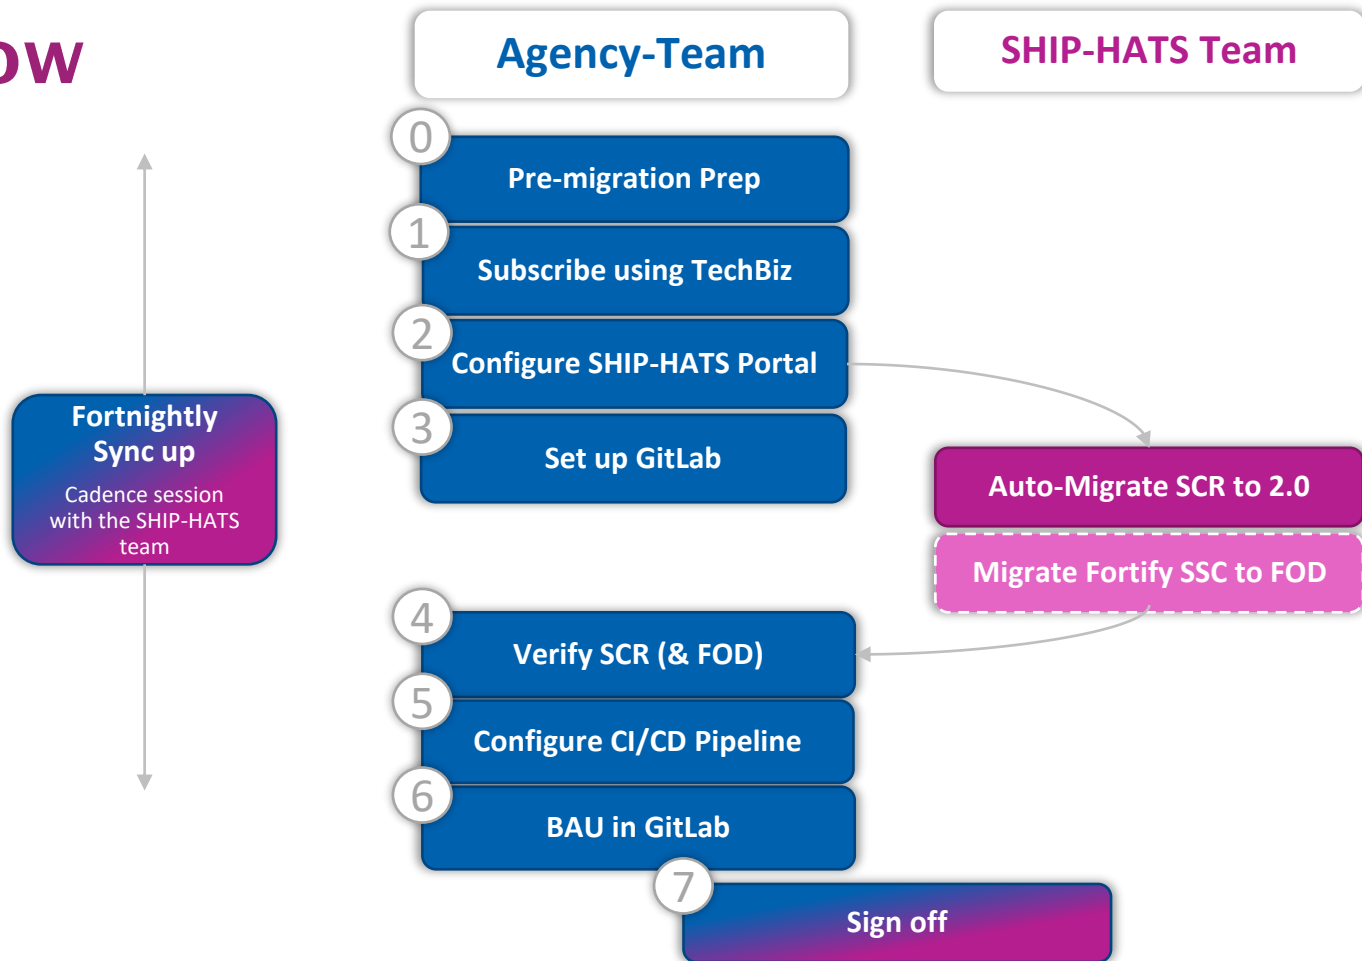 ow
Agency-Team
SHIP-HATS Team
0
Pre-migration Prep
1
Subscribe using TechBiz
2
Configure SHIP-HATS Portal
3
Set up GitLab
Fortnightly
Sync up
Cadence session
with the SHIP-HATS
team
Auto-Migrate SCR to 2.0
Migrate Fortify SSC to FOD
4
Verify SCR (& FOD)
5
Configure CI/CD Pipeline
6
BAU in GitLab
7
Sign off